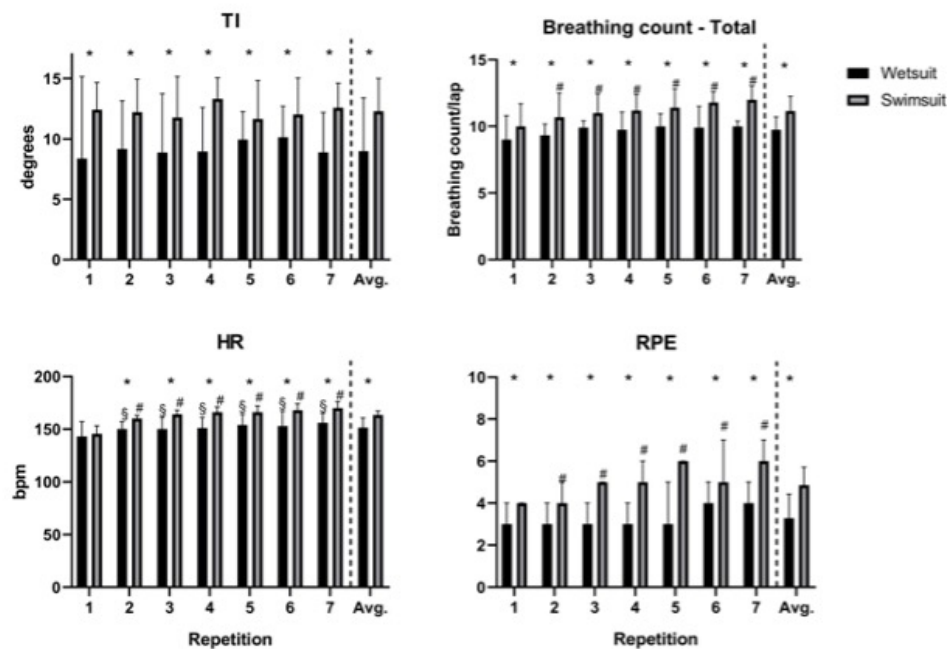 TI
* * * * * * * *
15
10
5
0
degrees
1 2 3 4 5 6 7 Avg.
Breathing count - Total
* * * * * * * *
# # # # # #
15
10
5
0
Breathing count/lap
1 2 3 4 5 6 7 Avg.
Wetsuit
Swimsuit
HR
* * * * * * *
§ # § # § # § # § # § #
200
150
100
50
0
bpm
1 2 3 4 5 6 7 Avg.
Repetition
RPE
* * * * * * * *
# # # # # #
10
8
6
4
2
0
1 2 3 4 5 6 7 Avg.
Repetition